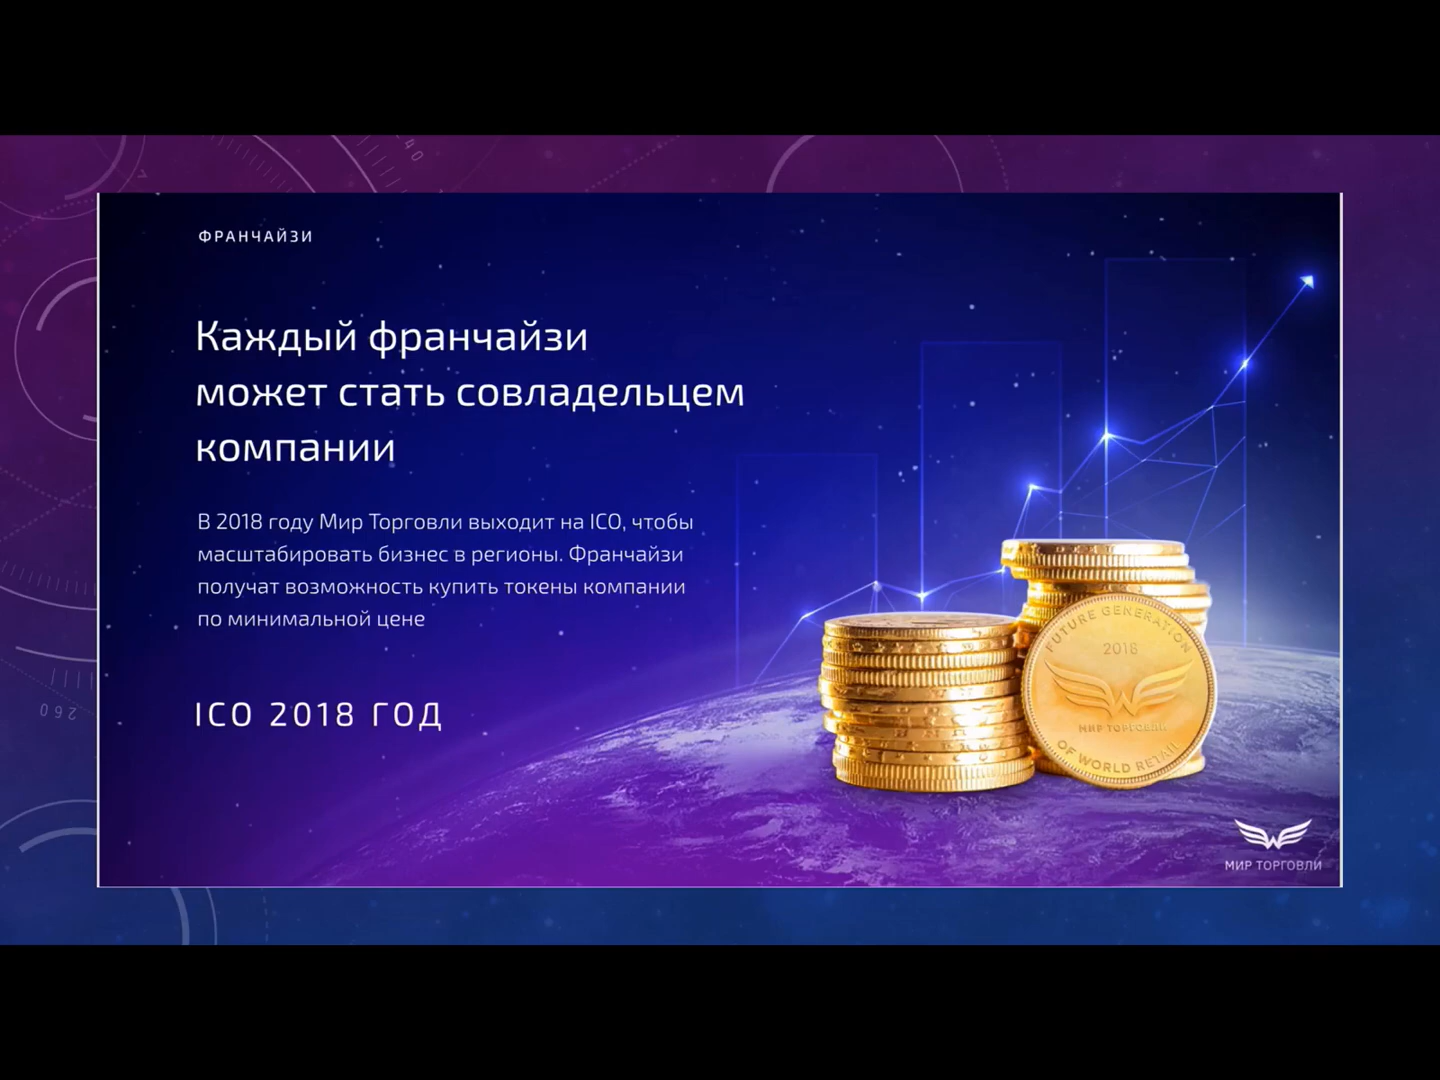 240
ФРАНЧАЙЗИ
Каждый франчайзи
может стать совладельцем
компании
В 2018 году Мир Торговли выходит на ICO, чтобы
масштабировать бизнес в регионы. Франчайзи
получат возможность купить токены компании
по минимальной цене
ICO 2018 ГОД
260
FUTURE GENERATION
2018
МИР ТОРГОВЛИ
OF WORLD RETAIL
МИР ТОРГОВЛИ